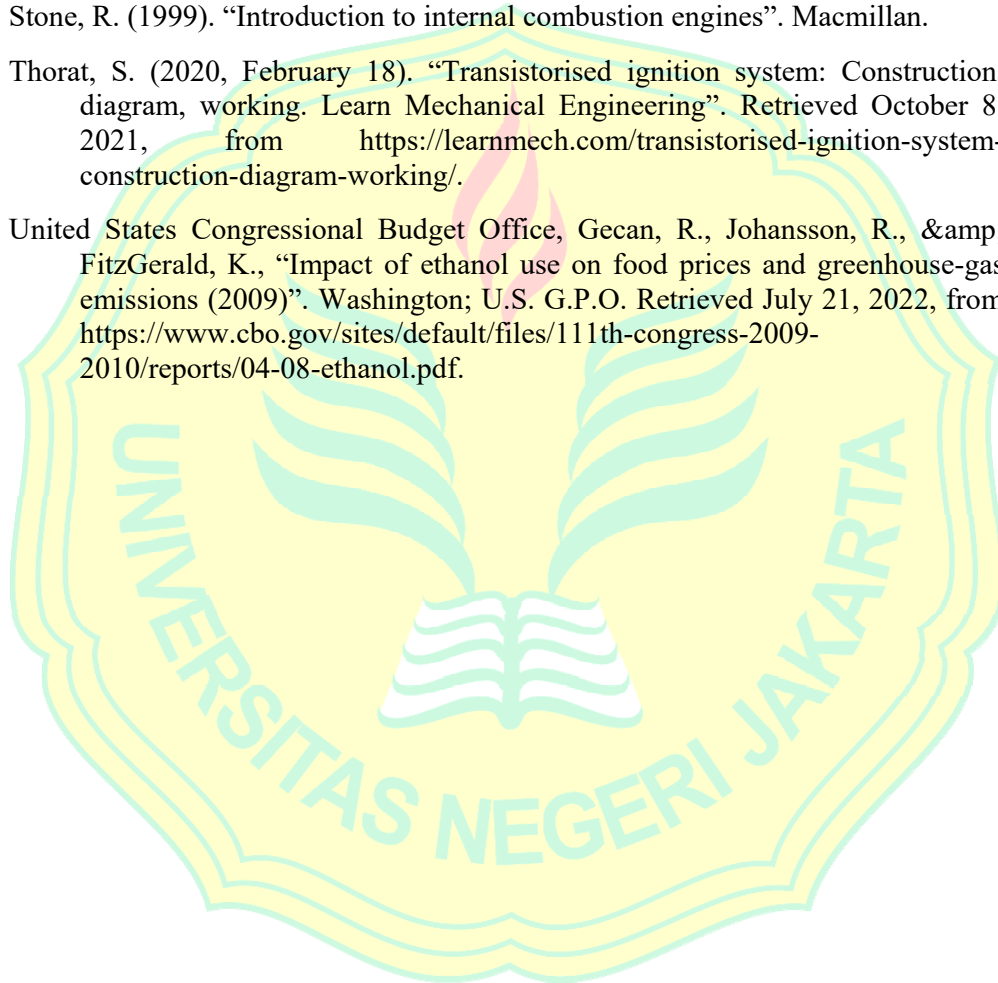 Stone, R. (1999). “Introduction to internal combustion engines”. Macmillan.
Thorat, S. (2020, February 18). “Transistorised ignition system: Construction
diagram, working. Learn Mechanical Engineering”. Retrieved October 8
2021, from https://learnmech.com/transistorised-ignition-system-
construction-diagram-working/.
United States Congressional Budget Office, Gecan, R., Johansson, R., &amp
FitzGerald, K., “Impact of ethanol use on food prices and greenhouse-gas
emissions (2009)”. Washington; U.S. G.P.O. Retrieved July 21, 2022, from
https://www.cbo.gov/sites/default/files/111th-congress-2009-
2010/reports/04-08-ethanol.pdf.
UNIVERSITAS NEGERI JAKARTA